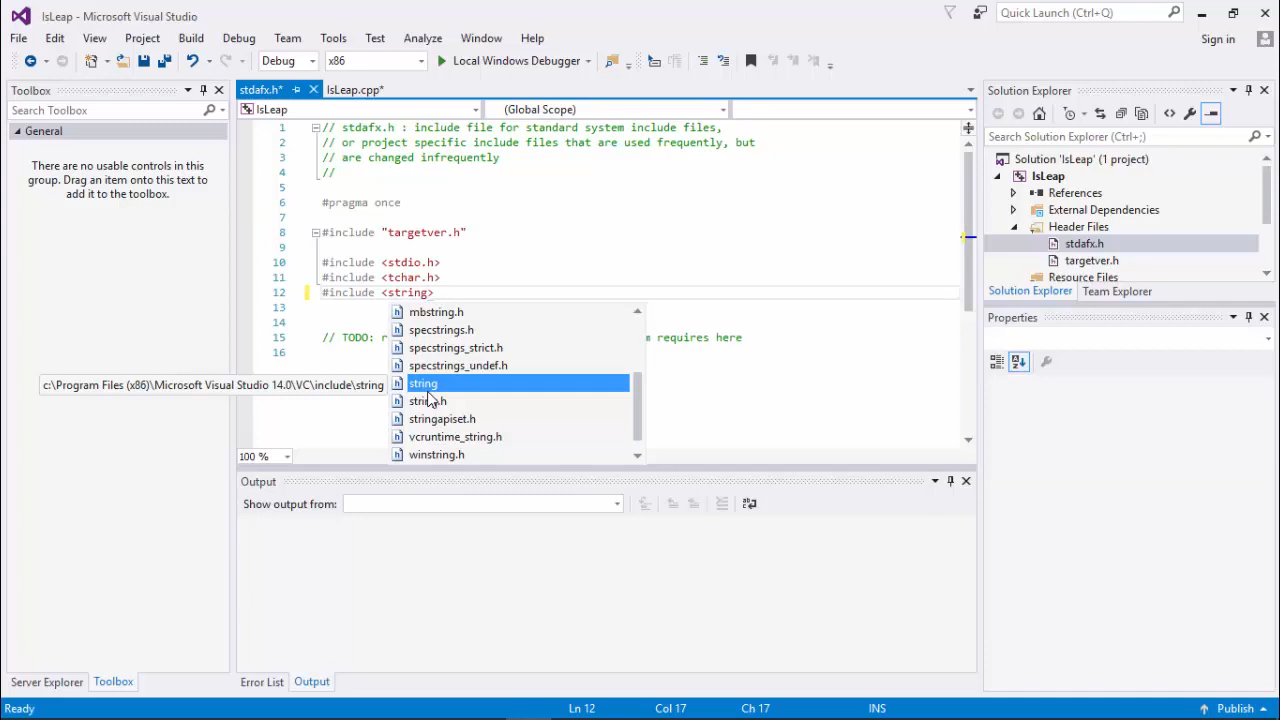 IsLeap - Microsoft Visual Studio
Quick Launch (Ctrl+Q)
File Edit View Project Build Debug Team Tools Test Analyze Window Help
Sign in
Debug x86 Local Windows Debugger
Toolbox
Search Toolbox
General
There are no usable controls in this
group. Drag an item onto this text to
add it to the toolbox.
Server Explorer Toolbox
stdafx.h* IsLeap.cpp*
IsLeap (Global Scope)
1 // stdafx.h : include file for standard system include files,
2 // or project specific include files that are used frequently, but
3 // are changed infrequently
4 //
5
6 #pragma once
7
8 #include "targetver.h"
9
10 #include <stdio.h>
11 #include <tchar.h>
12 #include <string>
13
14
15 // TODO: m requires here
16
mbstring.h
specstrings.h
specstrings_strict.h
specstrings_undef.h
string
string.h
stringapiset.h
vcruntime_string.h
winstring.h
c:\Program Files (x86)\Microsoft Visual Studio 14.0\VC\include\string
100 %
Output
Show output from:
Error List Output
Solution Explorer
Search Solution Explorer (Ctrl+;)
Solution 'IsLeap' (1 project)
IsLeap
References
External Dependencies
Header Files
stdafx.h
targetver.h
Resource Files
Solution Explorer Team Explorer
Properties
Ready Ln 12 Col 17 Ch 17 INS Publish